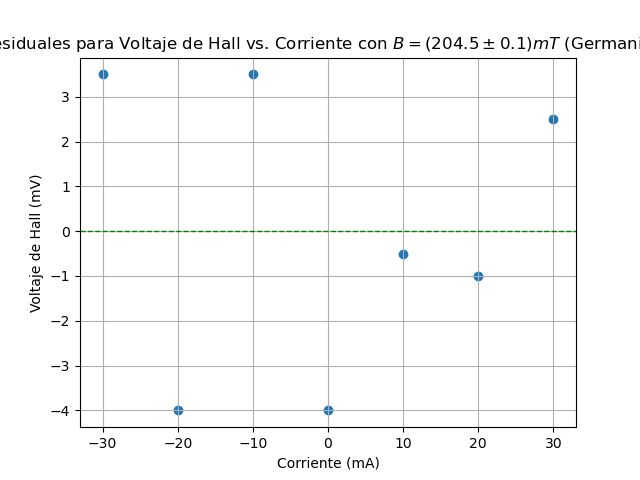 esiduales para Voltaje de Hall vs. Corriente con B = (204.5 ± 0.1)mT (Germani
3
2
1
0
−1
−2
−3
−4
Voltaje de Hall (mV)
−30 −20 −10 0 10 20 30
Corriente (mA)